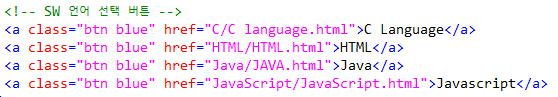 <!-- SW 언어 선택 버튼 -->
<a class="btn blue" href="C/C language.html">C Language</a>
<a class="btn blue" href="HTML/HTML.html">HTML</a>
<a class="btn blue" href="Java/JAVA.html">Java</a>
<a class="btn blue" href="JavaScript/JavaScript.html">Javascript</a>